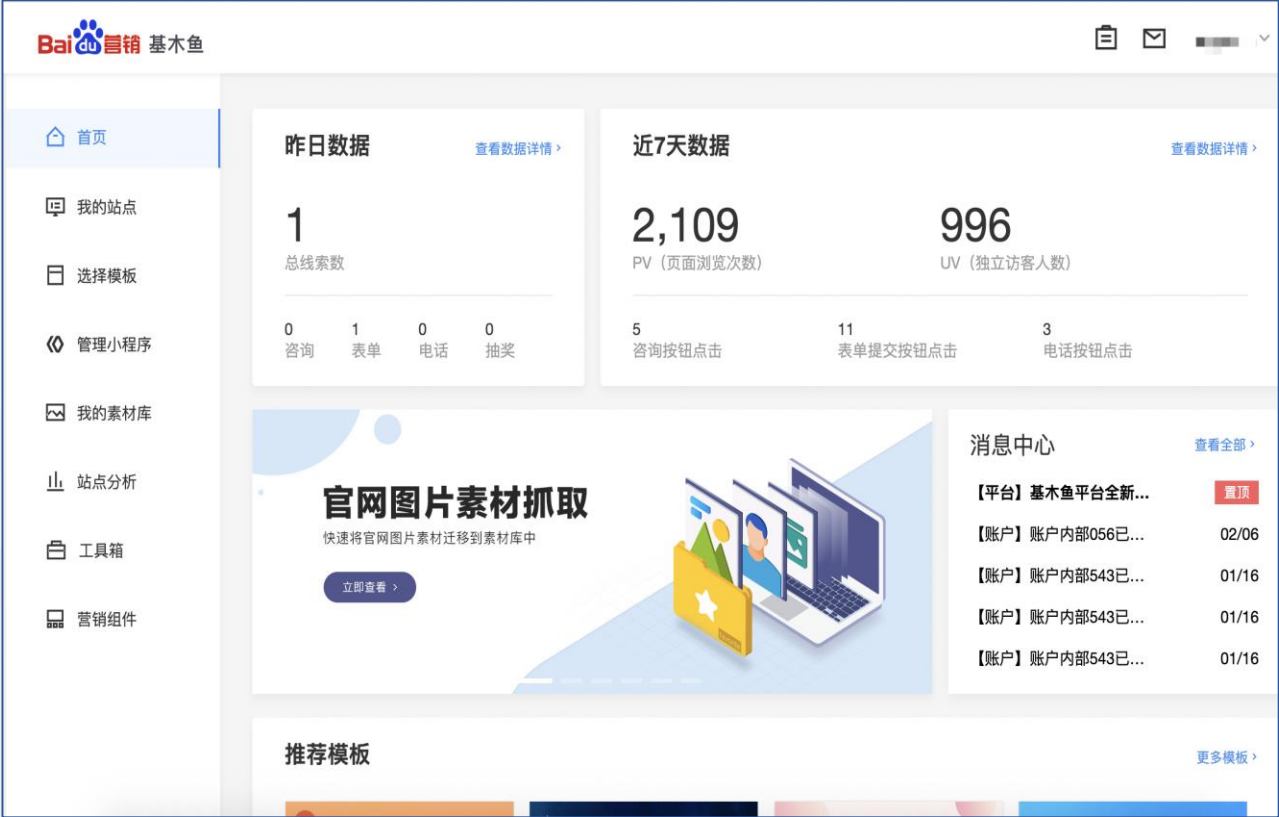 Bai du 营销 基木鱼
首页
我的站点
选择模板
管理小程序
我的素材库
站点分析
工具箱
营销组件
昨日数据 查看数据详情 ›
1
总线索数
0 1 0 0
咨询 表单 电话 抽奖
近7天数据 查看数据详情 ›
2,109 996
PV（页面浏览次数） UV（独立访客人数）
5 11 3
咨询按钮点击 表单提交按钮点击 电话按钮点击
官网图片素材抓取
快速将官网图片素材迁移到素材库中
立即查看 ›
消息中心 查看全部 ›
【平台】基木鱼平台全新... 置顶
【账户】账户内部056已... 02/06
【账户】账户内部543已... 01/16
【账户】账户内部543已... 01/16
【账户】账户内部543已... 01/16
推荐模板 更多模板 ›